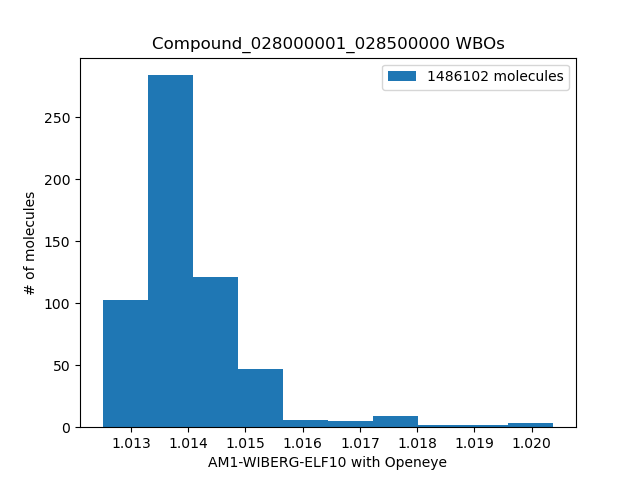 Compound_028000001_028500000 WBOs
1486102 molecules
# of molecules
250
200
150
100
50
0
1.013 1.014 1.015 1.016 1.017 1.018 1.019 1.020
AM1-WIBERG-ELF10 with Openeye